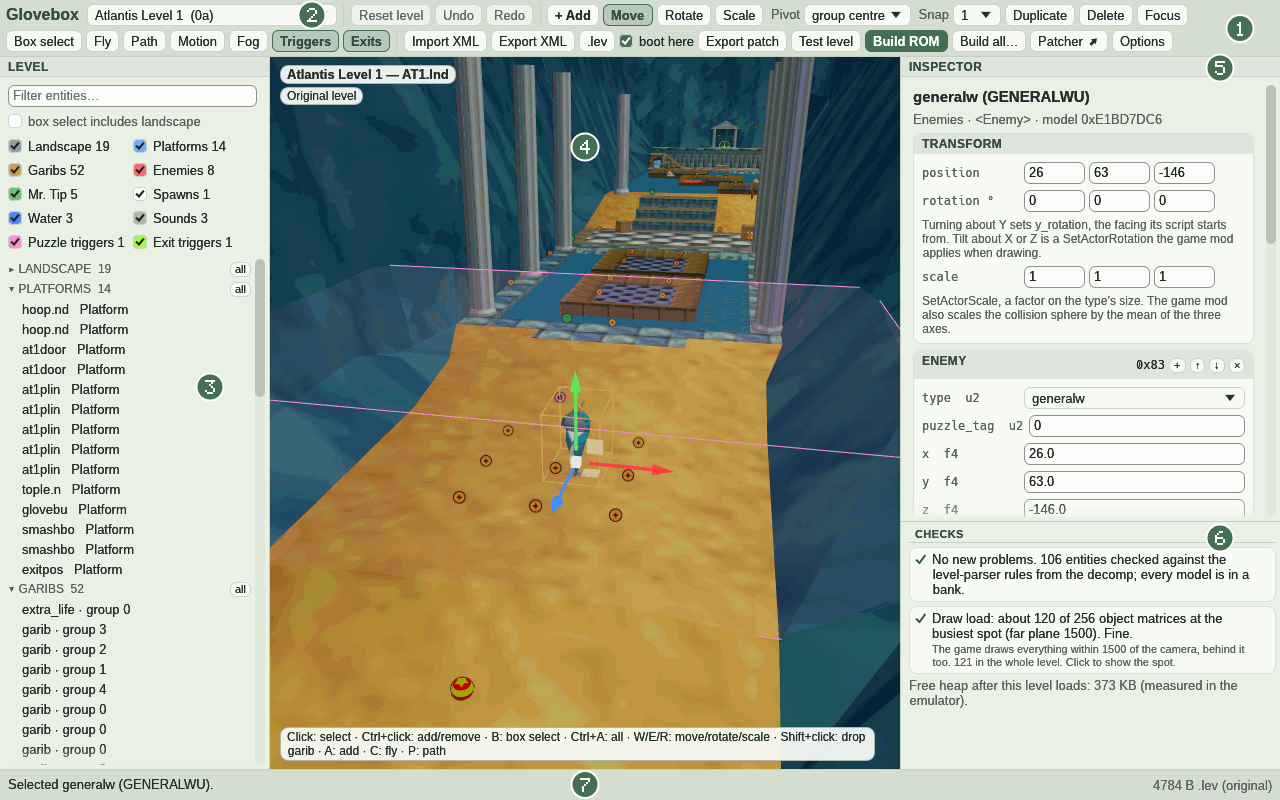 Glovebox Atlantis Level 1 (0a) 2 Reset level Undo Redo + Add Move Rotate Scale Pivot group centre Snap 1 Duplicate Delete Focus
1
Box select Fly Path Motion Fog Triggers Exits Import XML Export XML .lev boot here Export patch Test level Build ROM Build all… Patcher Options
LEVEL
Filter entities…
box select includes landscape
Landscape 19 Platforms 14
Garibs 52 Enemies 8
Mr. Tip 5 Spawns 1
Water 3 Sounds 3
Puzzle triggers 1 Exit triggers 1
LANDSCAPE 19 all
PLATFORMS 14 all
hoop.nd Platform
hoop.nd Platform
at1door Platform
at1door Platform
at1plin Platform
3
at1plin Platform
at1plin Platform
at1plin Platform
at1plin Platform
tople.n Platform
glovebu Platform
smashbo Platform
smashbo Platform
exitpos Platform
GARIBS 52 all
extra_life · group 0
garib · group 3
garib · group 2
garib · group 1
garib · group 4
garib · group 0
garib · group 0
garib · group 0
Atlantis Level 1 — AT1.lnd
Original level
4
Click: select · Ctrl+click: add/remove · B: box select · Ctrl+A: all · W/E/R: move/rotate/scale · Shift+click: drop
garib · A: add · C: fly · P: path
INSPECTOR 5
generalw (GENERALWU)
Enemies · <Enemy> · model 0xE1BD7DC6
TRANSFORM
position 26 63 -146
rotation ° 0 0 0
Turning about Y sets y_rotation, the facing its script starts
from. Tilt about X or Z is a SetActorRotation the game mod
applies when drawing.
scale 1 1 1
SetActorScale, a factor on the type's size. The game mod
also scales the collision sphere by the mean of the three
axes.
ENEMY 0x83 + ↑ ↓ ×
type u2 generalw
puzzle_tag u2 0
x f4 26.0
y f4 63.0
z f4 -146.0
CHECKS 6
No new problems. 106 entities checked against the
level-parser rules from the decomp; every model is in a
bank.
Draw load: about 120 of 256 object matrices at the
busiest spot (far plane 1500). Fine.
The game draws everything within 1500 of the camera, behind it
too. 121 in the whole level. Click to show the spot.
Free heap after this level loads: 373 KB (measured in the
emulator).
Selected generalw (GENERALWU). 7 4784 B .lev (original)